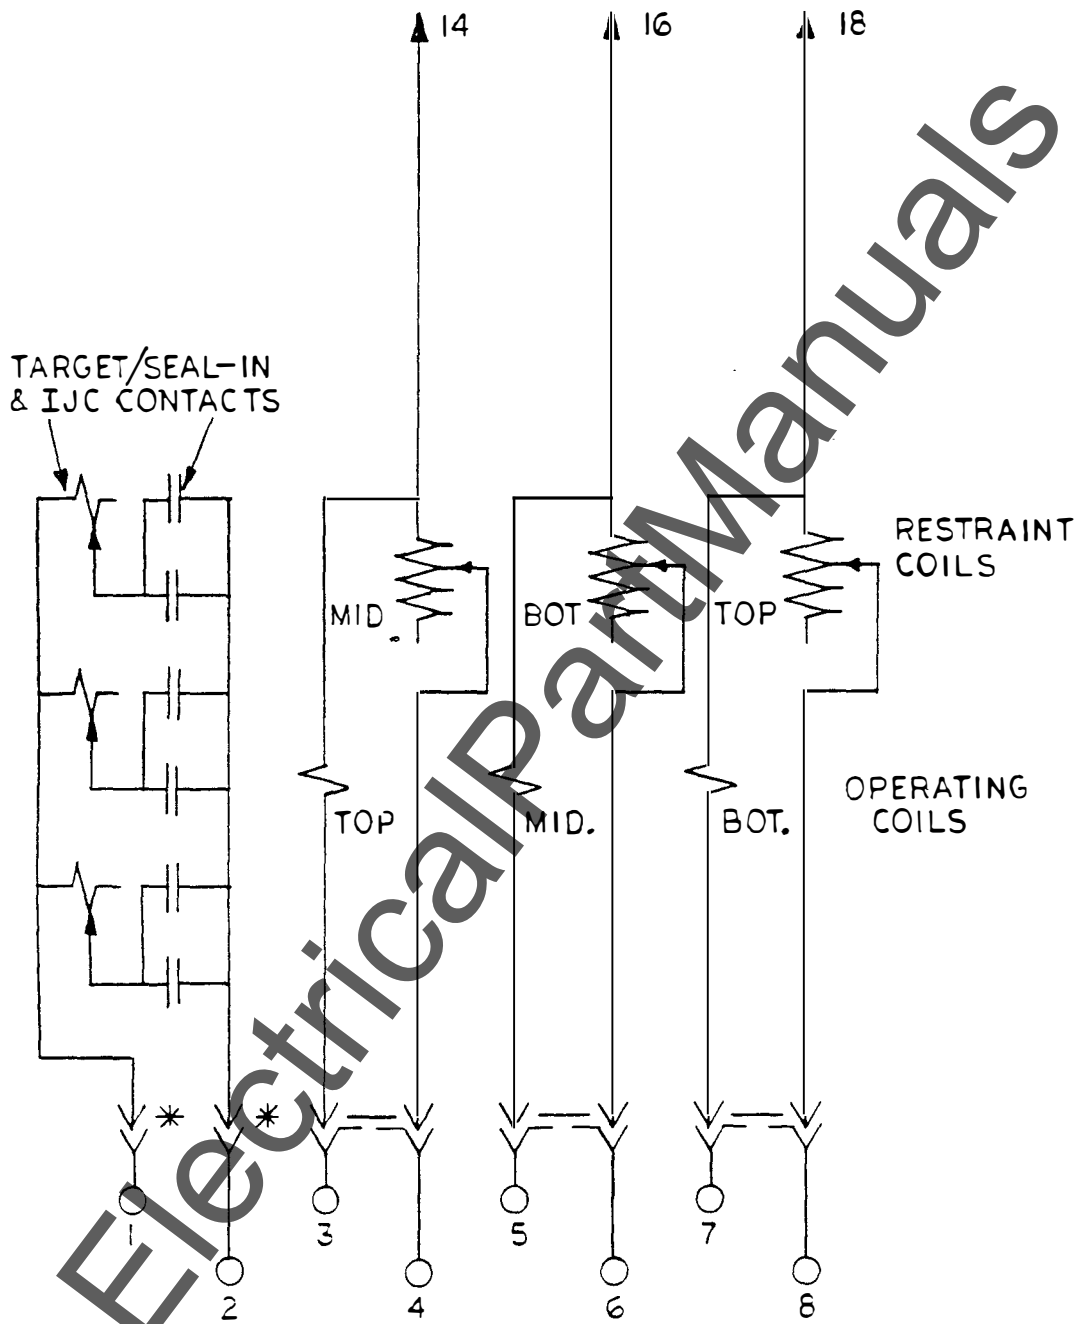 14 16 18
TARGET/SEAL-IN
& IJC CONTACTS
RESTRAINT
COILS
MID. BOT TOP
OPERATING
COILS
TOP MID. BOT.
* *
1 3 5 7
2 4 6 8
ElectricalPartManuals